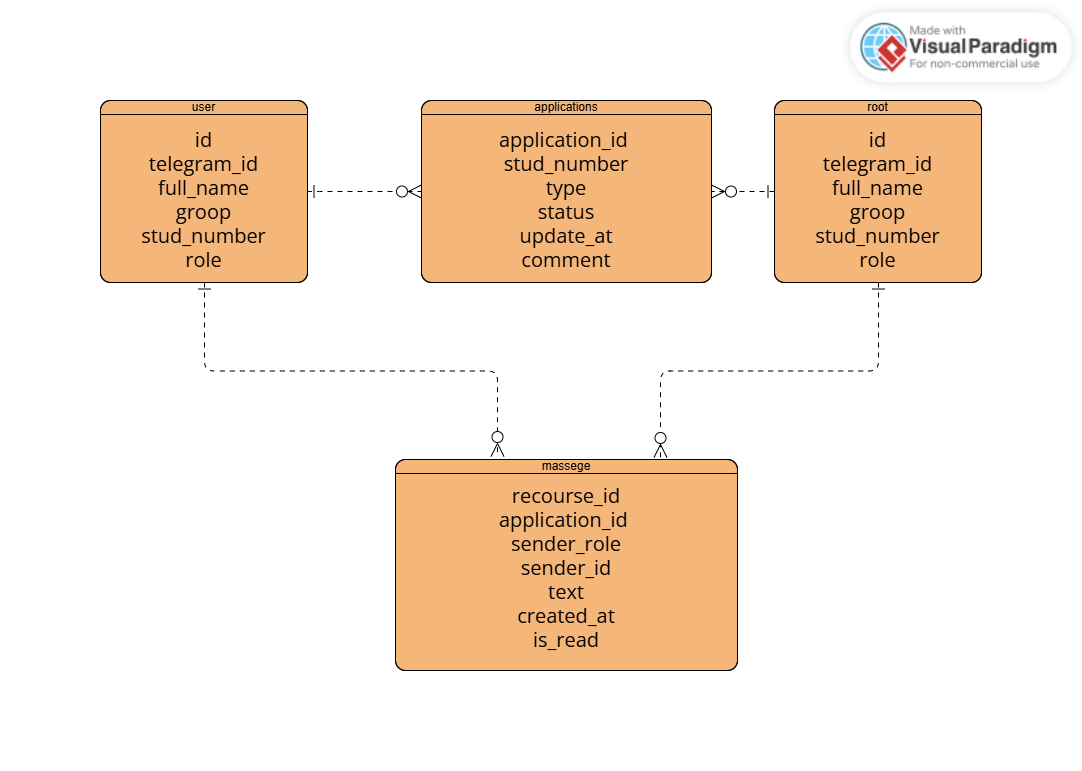 Made with
Visual Paradigm
For non-commercial use
user
id
telegram_id
full_name
groop
stud_number
role
applications
application_id
stud_number
type
status
update_at
comment
root
id
telegram_id
full_name
groop
stud_number
role
massege
recourse_id
application_id
sender_role
sender_id
text
created_at
is_read